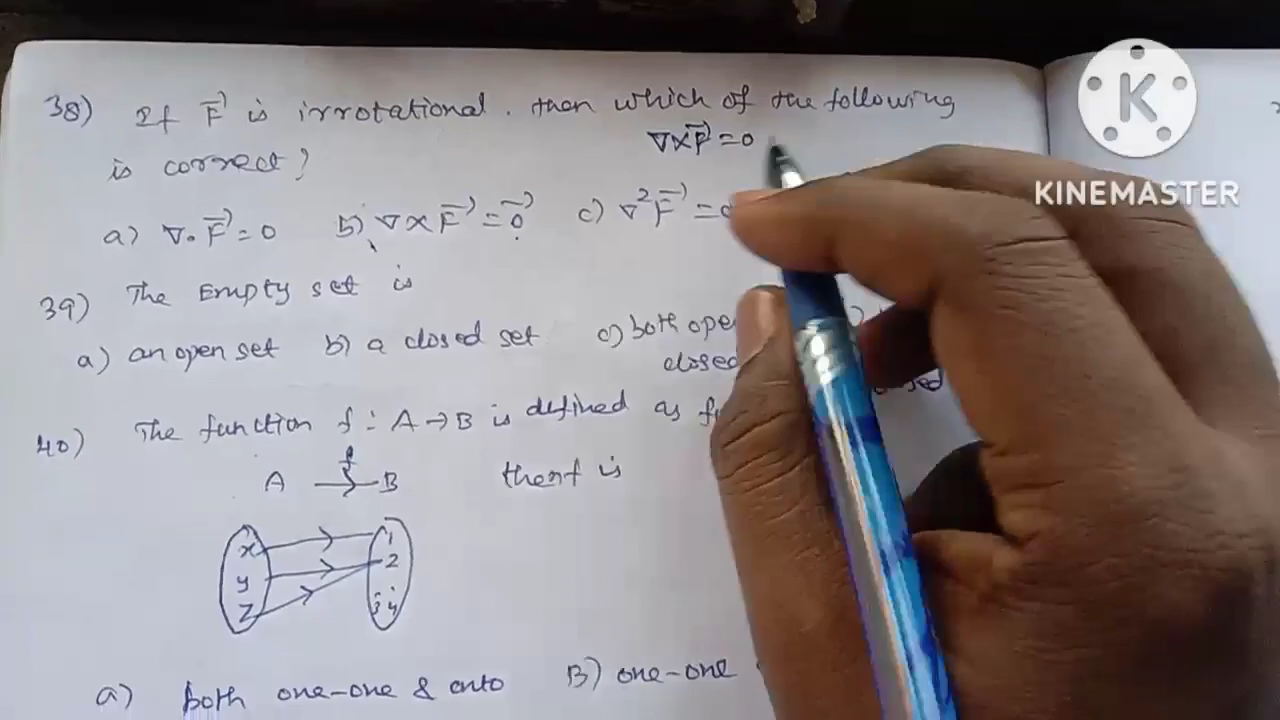 38) If F⃗ is irrotational. then which of the following
is correct?
∇×F⃗ = 0
a) ∇.F⃗ = 0 b) ∇×F⃗ = 0⃗ c) ∇²F⃗ = 0
39) The Empty set is
a) an open set b) a closed set c) both open
closed
40) The function f : A→B is defined as
A f→ B then f is
x 1
y 2
z 3 4
a) both one-one & onto B) one-one
K
KINEMASTER